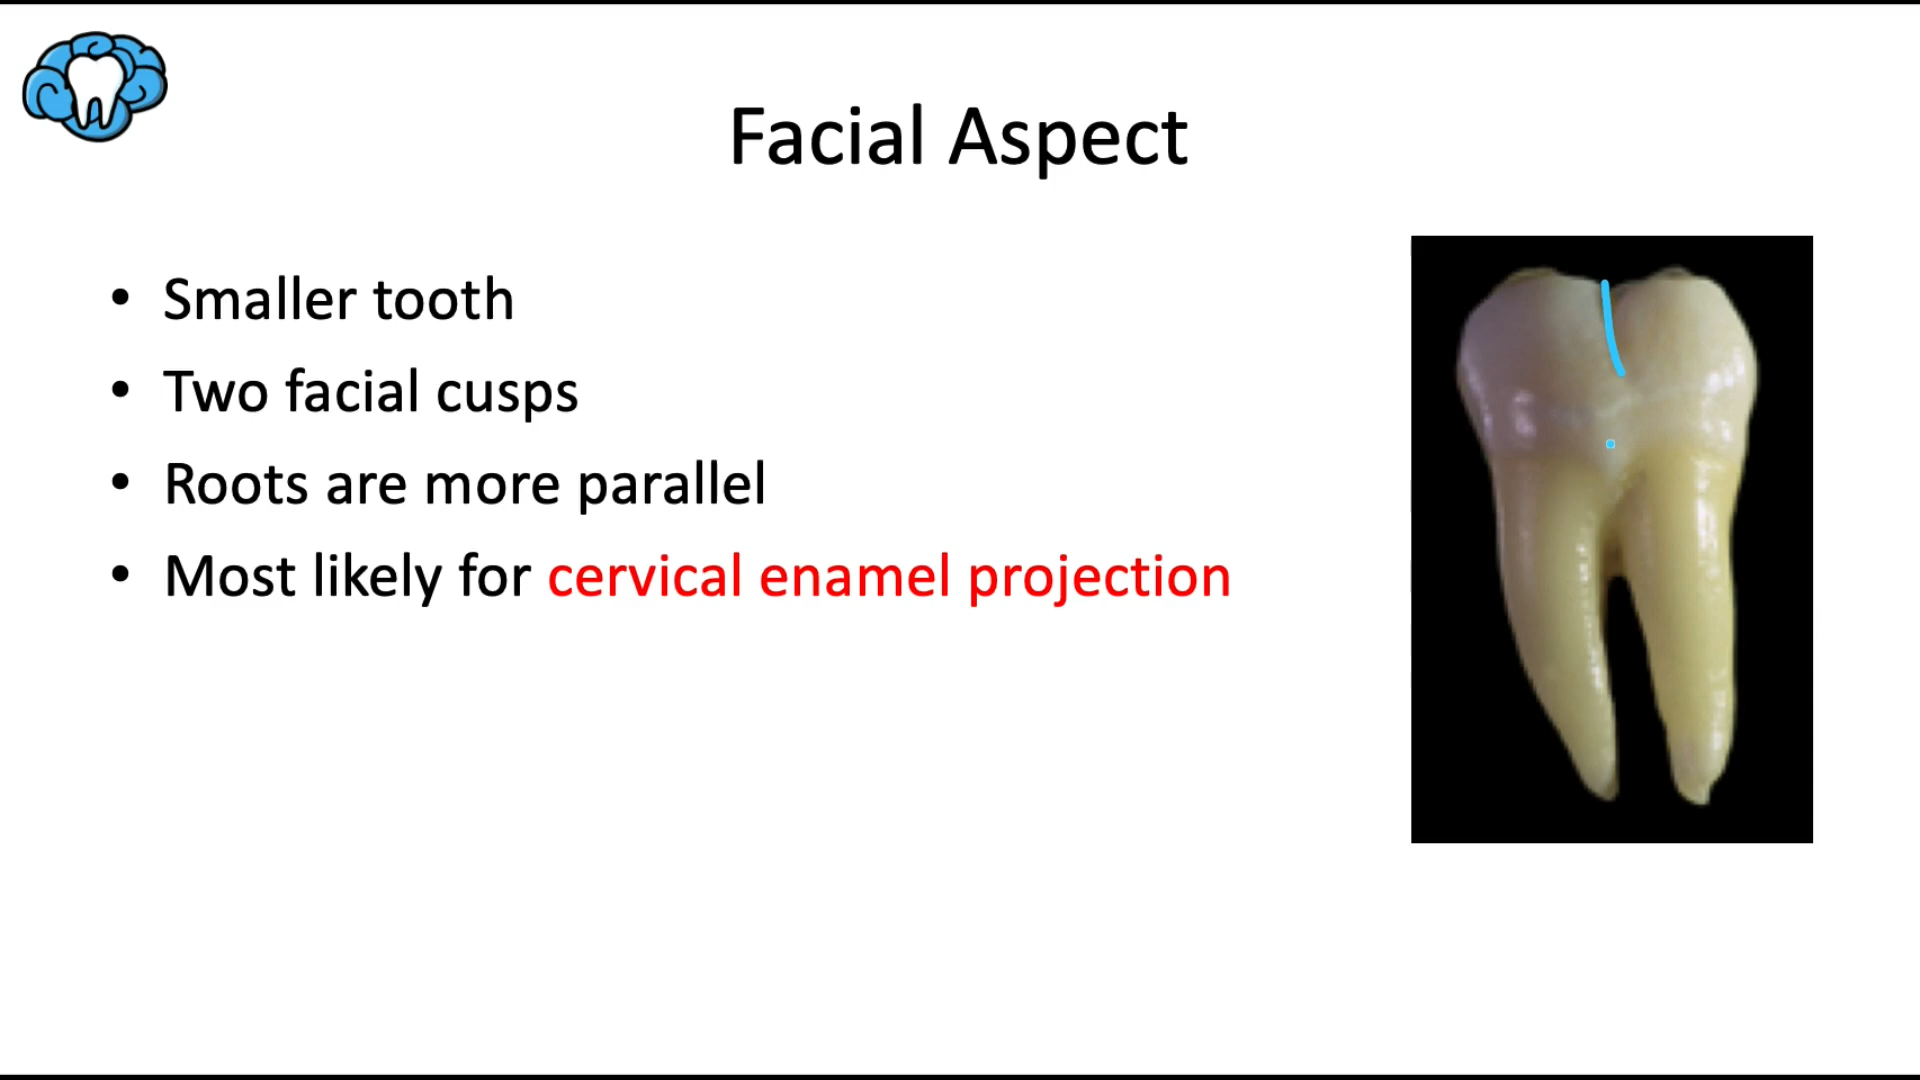 Facial Aspect
• Smaller tooth
• Two facial cusps
• Roots are more parallel
• Most likely for cervical enamel projection